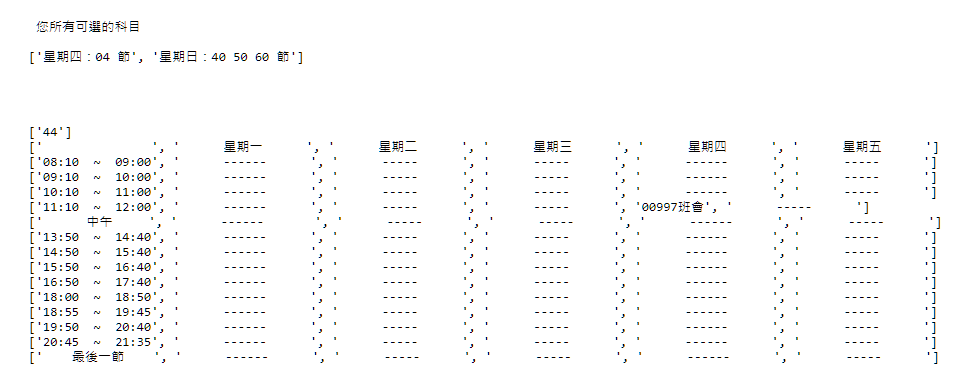 您所有可選的科目
['星期四：04 節', '星期日：40 50 60 節']
['44']
['               ', '      星期一      ', '      星期二      ', '      星期三      ', '      星期四      ', '      星期五      ']
['08:10  ~  09:00', '      ------      ', '      -----      ', '      -----      ', '      ------      ', '      -----      ']
['09:10  ~  10:00', '      ------      ', '      -----      ', '      -----      ', '      ------      ', '      -----      ']
['10:10  ~  11:00', '      ------      ', '      -----      ', '      -----      ', '      ------      ', '      -----      ']
['11:10  ~  12:00', '      ------      ', '      -----      ', '      -----      ', '00997班會', '      -----      ']
['      中午     ', '      ------      ', '      -----      ', '      -----      ', '      ------      ', '      -----      ']
['13:50  ~  14:40', '      ------      ', '      -----      ', '      -----      ', '      ------      ', '      -----      ']
['14:50  ~  15:40', '      ------      ', '      -----      ', '      -----      ', '      ------      ', '      -----      ']
['15:50  ~  16:40', '      ------      ', '      -----      ', '      -----      ', '      ------      ', '      -----      ']
['16:50  ~  17:40', '      ------      ', '      -----      ', '      -----      ', '      ------      ', '      -----      ']
['18:00  ~  18:50', '      ------      ', '      -----      ', '      -----      ', '      ------      ', '      -----      ']
['18:55  ~  19:45', '      ------      ', '      -----      ', '      -----      ', '      ------      ', '      -----      ']
['19:50  ~  20:40', '      ------      ', '      -----      ', '      -----      ', '      ------      ', '      -----      ']
['20:45  ~  21:35', '      ------      ', '      -----      ', '      -----      ', '      ------      ', '      -----      ']
['    最後一節    ', '      ------      ', '      -----      ', '      -----      ', '      ------      ', '      -----      ']